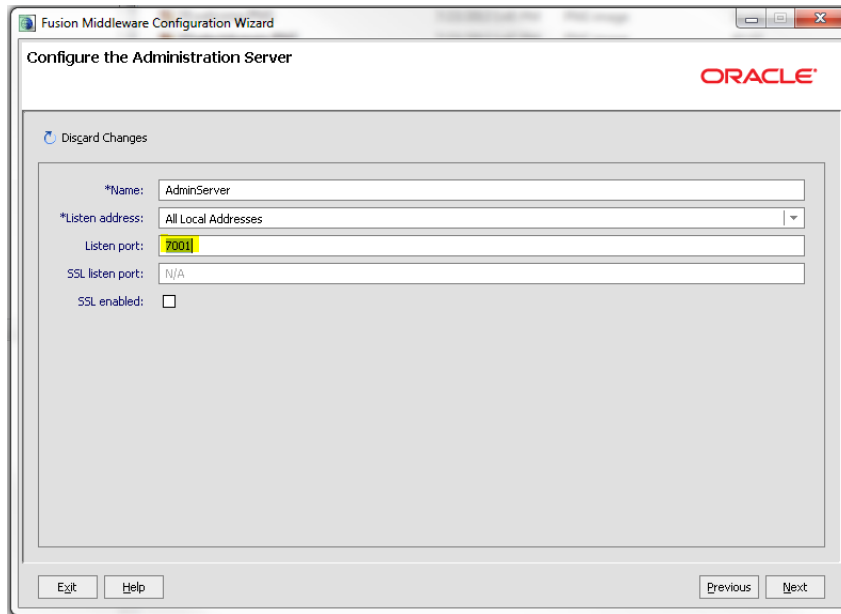 Fusion Middleware Configuration Wizard
Configure the Administration Server
ORACLE
Discard Changes
*Name: AdminServer
*Listen address: All Local Addresses
Listen port: 7001
SSL listen port: N/A
SSL enabled:
Exit Help Previous Next